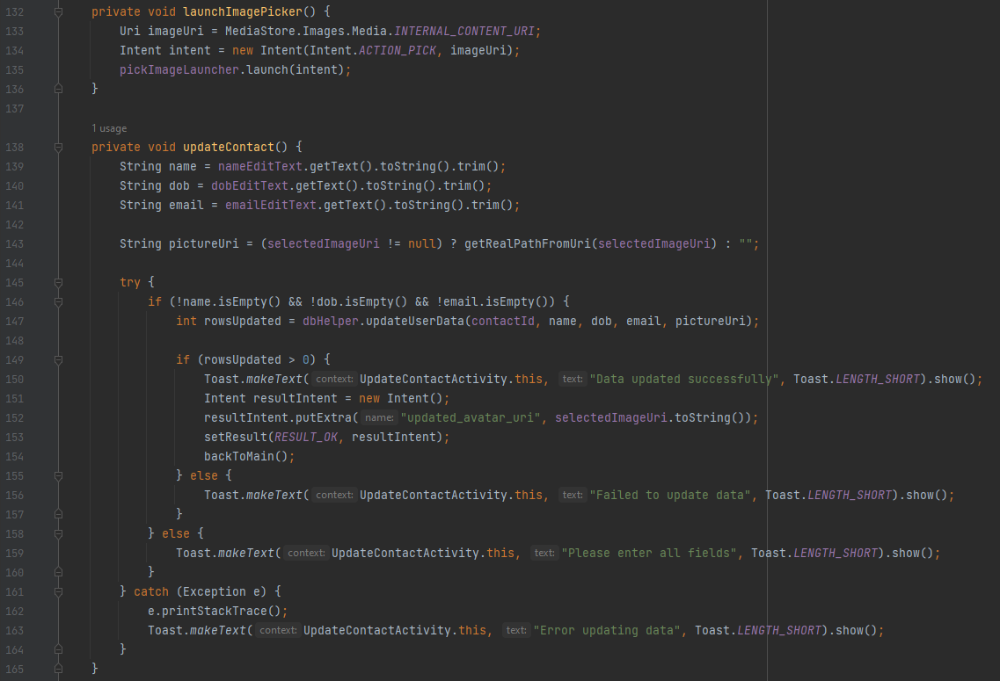 132 private void launchImagePicker() {
133 Uri imageUri = MediaStore.Images.Media.INTERNAL_CONTENT_URI;
134 Intent intent = new Intent(Intent.ACTION_PICK, imageUri);
135 pickImageLauncher.launch(intent);
136 }
137
1 usage
138 private void updateContact() {
139 String name = nameEditText.getText().toString().trim();
140 String dob = dobEditText.getText().toString().trim();
141 String email = emailEditText.getText().toString().trim();
142
143 String pictureUri = (selectedImageUri != null) ? getRealPathFromUri(selectedImageUri) : "";
144
145 try {
146 if (!name.isEmpty() && !dob.isEmpty() && !email.isEmpty()) {
147 int rowsUpdated = dbHelper.updateUserData(contactId, name, dob, email, pictureUri);
148
149 if (rowsUpdated > 0) {
150 Toast.makeText( context: UpdateContactActivity.this, text: "Data updated successfully", Toast.LENGTH_SHORT).show();
151 Intent resultIntent = new Intent();
152 resultIntent.putExtra( name: "updated_avatar_uri", selectedImageUri.toString());
153 setResult(RESULT_OK, resultIntent);
154 backToMain();
155 } else {
156 Toast.makeText( context: UpdateContactActivity.this, text: "Failed to update data", Toast.LENGTH_SHORT).show();
157 }
158 } else {
159 Toast.makeText( context: UpdateContactActivity.this, text: "Please enter all fields", Toast.LENGTH_SHORT).show();
160 }
161 } catch (Exception e) {
162 e.printStackTrace();
163 Toast.makeText( context: UpdateContactActivity.this, text: "Error updating data", Toast.LENGTH_SHORT).show();
164 }
165 }